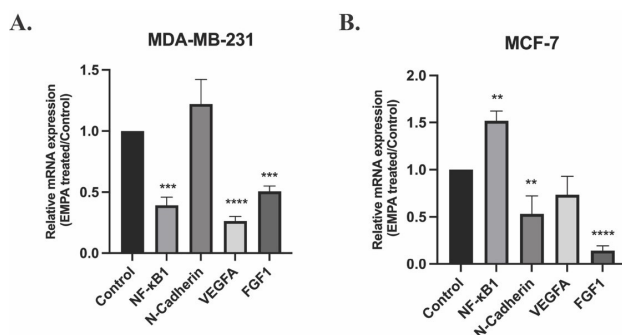 A.
MDA-MB-231
Relative mRNA expression
(EMPA treated/Control)
1.5
1.0
0.5
0.0
***
****
***
Control
NF-κB1
N-Cadherin
VEGFA
FGF1
B.
MCF-7
Relative mRNA expression
(EMPA treated/Control)
2.0
1.5
1.0
0.5
0.0
**
**
****
Control
NF-κB1
N-Cadherin
VEGFA
FGF1